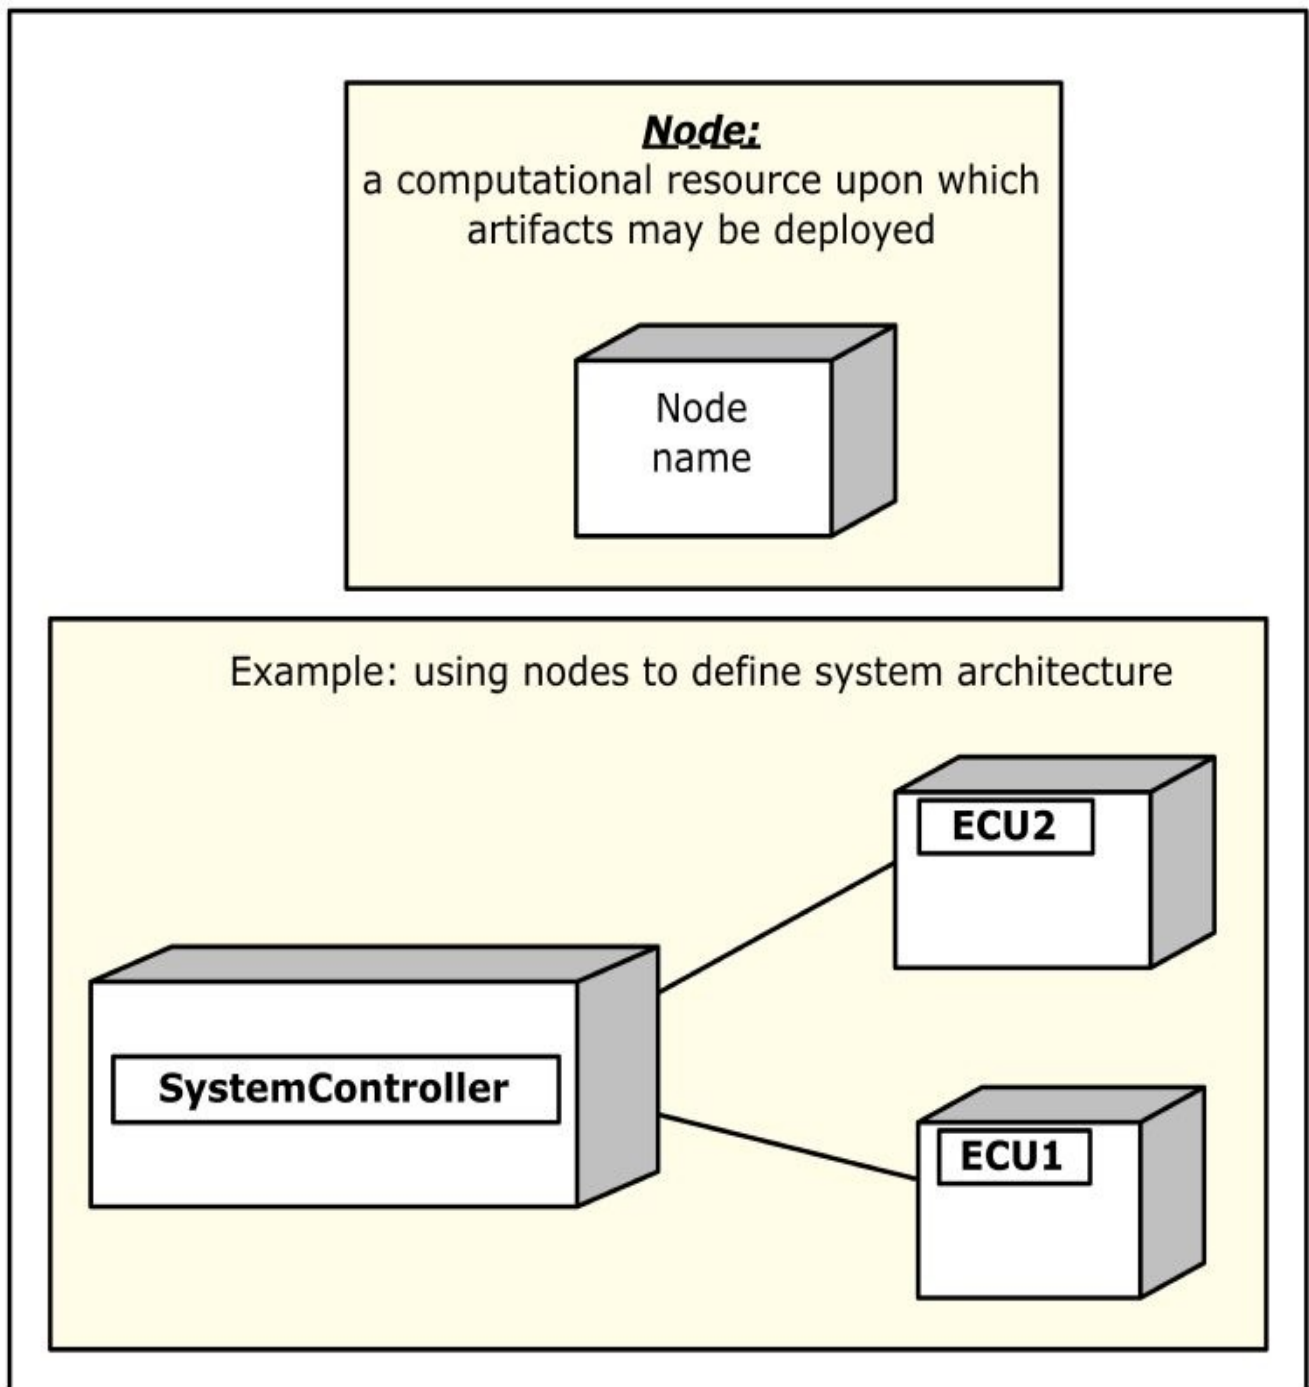 Node:
a computational resource upon which
artifacts may be deployed
Node
name
Example: using nodes to define system architecture
ECU2
SystemController
ECU1